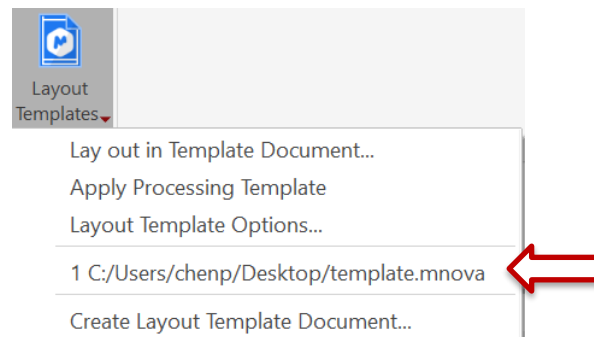 Layout
Templates
Lay out in Template Document...
Apply Processing Template
Layout Template Options...
1 C:/Users/chenp/Desktop/template.mnova
Create Layout Template Document...